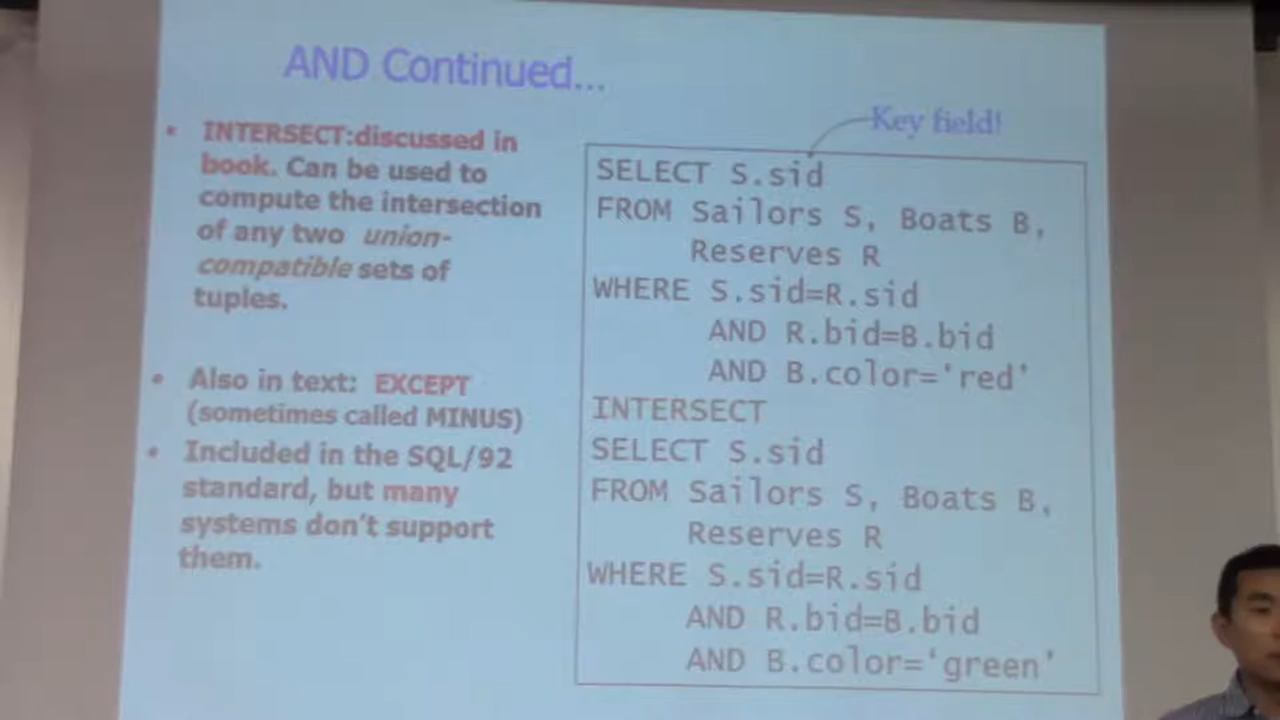 AND Continued...
• INTERSECT:discussed in
book. Can be used to
compute the intersection
of any two union-
compatible sets of
tuples.
• Also in text: EXCEPT
(sometimes called MINUS)
• Included in the SQL/92
standard, but many
systems don't support
them.
Key field!
SELECT S.sid
FROM Sailors S, Boats B,
Reserves R
WHERE S.sid=R.sid
AND R.bid=B.bid
AND B.color=‘red’
INTERSECT
SELECT S.sid
FROM Sailors S, Boats B,
Reserves R
WHERE S.sid=R.sid
AND R.bid=B.bid
AND B.color=‘green’